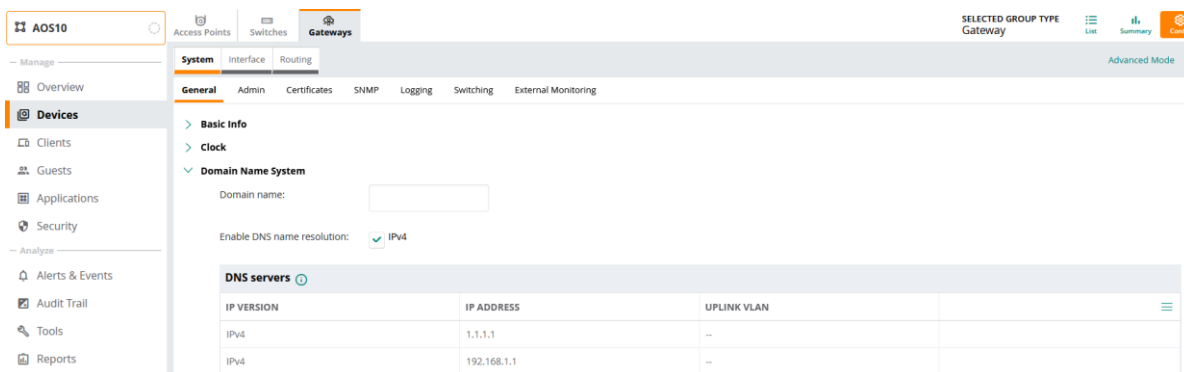 AOS10
Access Points Switches Gateways
SELECTED GROUP TYPE
Gateway
List Summary
— Manage —
Overview
Devices
Clients
Guests
Applications
Security
— Analyze —
Alerts & Events
Audit Trail
Tools
Reports
System Interface Routing
Advanced Mode
General Admin Certificates SNMP Logging Switching External Monitoring
Basic Info
Clock
Domain Name System
Domain name:
Enable DNS name resolution: IPv4
DNS servers
IP VERSION IP ADDRESS UPLINK VLAN
IPv4 1.1.1.1 --
IPv4 192.168.1.1 --